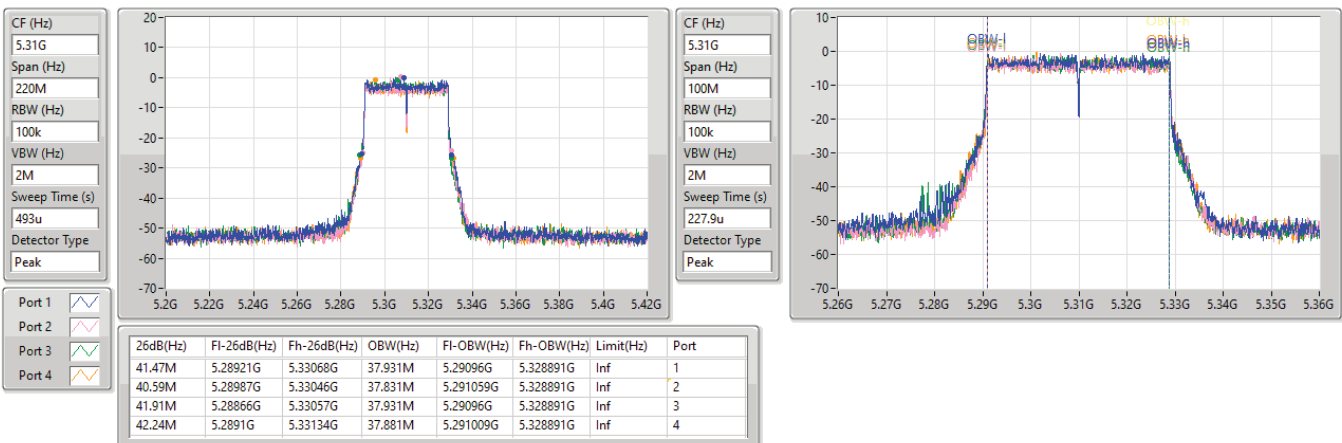 CF (Hz)
5.31G
Span (Hz)
220M
RBW (Hz)
100k
VBW (Hz)
2M
Sweep Time (s)
493u
Detector Type
Peak
20
10
0
-10
-20
-30
-40
-50
-60
-70
5.2G 5.22G 5.24G 5.26G 5.28G 5.3G 5.32G 5.34G 5.36G 5.38G 5.4G 5.42G
CF (Hz)
5.31G
Span (Hz)
100M
RBW (Hz)
100k
VBW (Hz)
2M
Sweep Time (s)
227.9u
Detector Type
Peak
10
0
-10
-20
-30
-40
-50
-60
-70
OBW-l
OBW-h
OBW-h
OBW-h
5.26G 5.27G 5.28G 5.29G 5.3G 5.31G 5.32G 5.33G 5.34G 5.35G 5.36G
Port 1
Port 2
Port 3
Port 4
26dB(Hz) Fl-26dB(Hz) Fh-26dB(Hz) OBW(Hz) Fl-OBW(Hz) Fh-OBW(Hz) Limit(Hz) Port
41.47M 5.28921G 5.33068G 37.931M 5.29096G 5.328891G Inf 1
40.59M 5.28987G 5.33046G 37.831M 5.291059G 5.328891G Inf 2
41.91M 5.28866G 5.33057G 37.931M 5.29096G 5.328891G Inf 3
42.24M 5.2891G 5.33134G 37.881M 5.291009G 5.328891G Inf 4